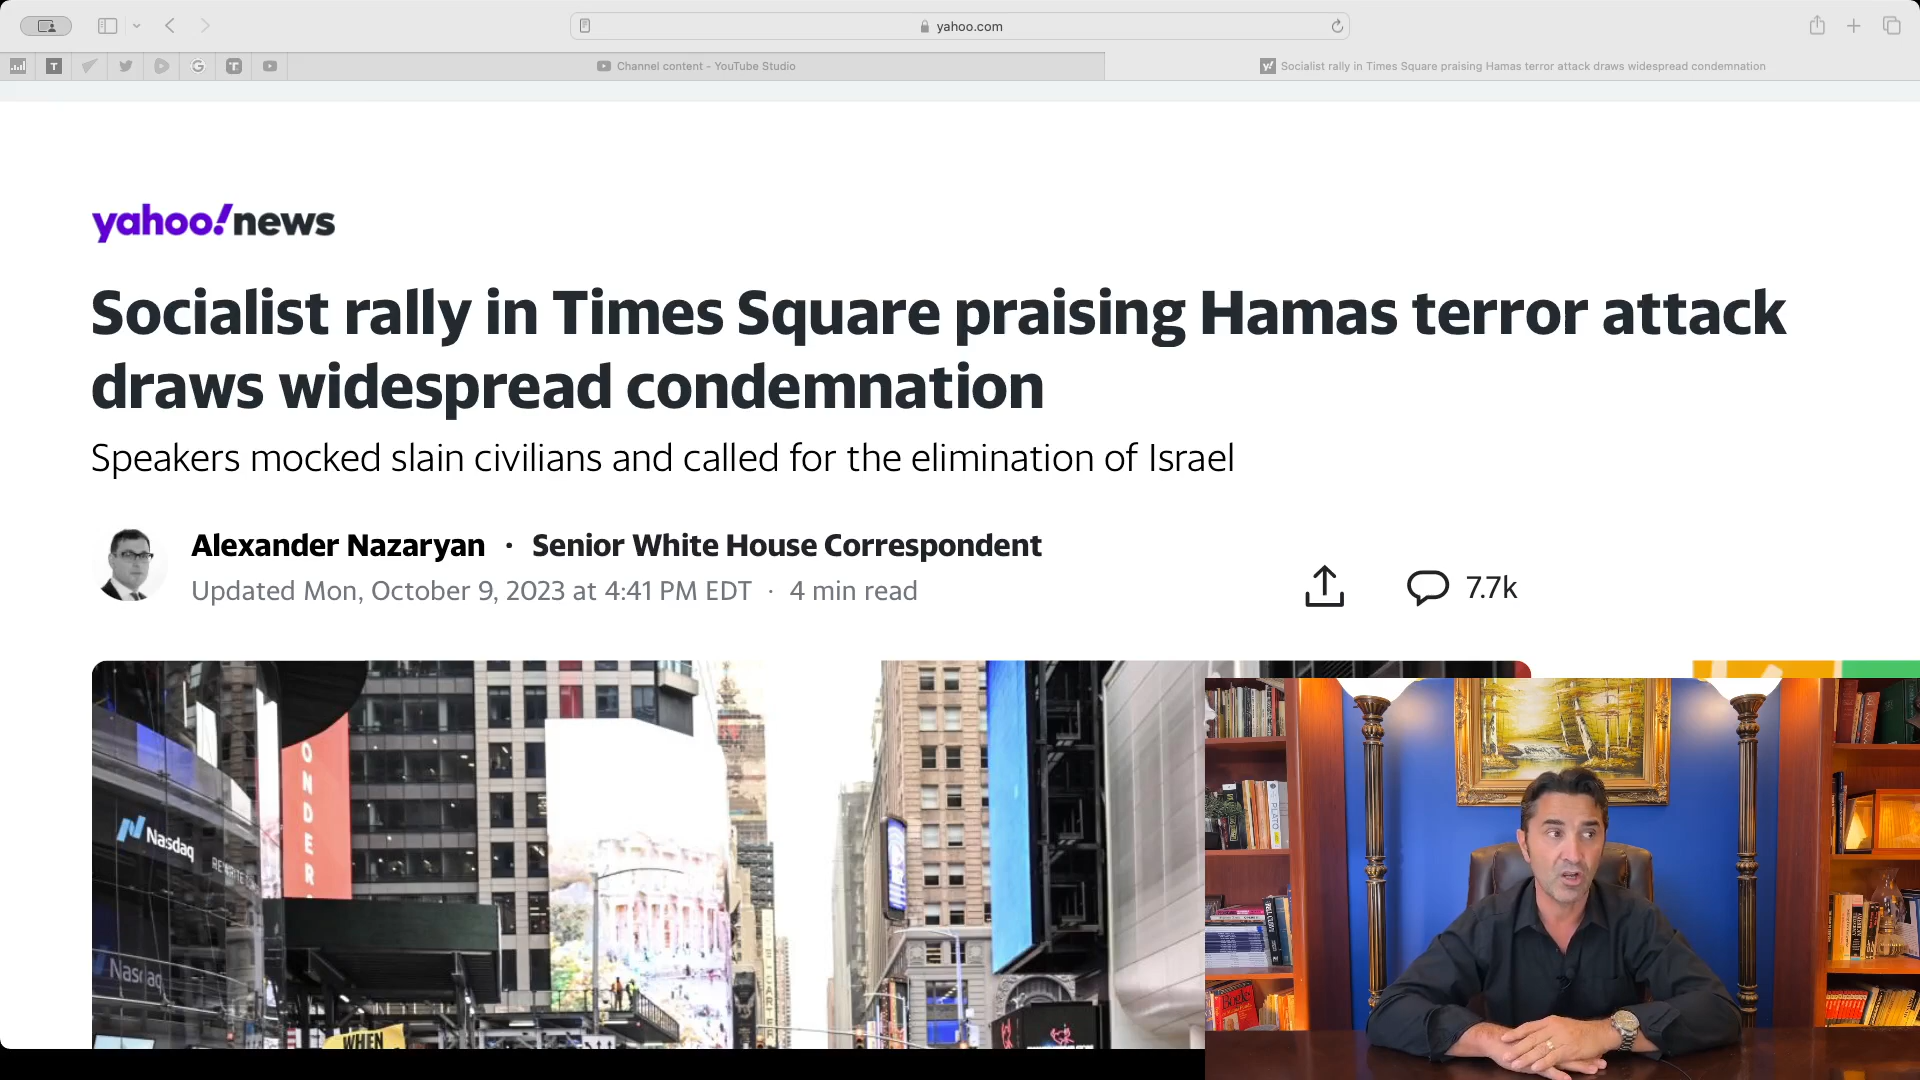 yahoo.com
Channel content - YouTube Studio
Socialist rally in Times Square praising Hamas terror attack draws widespread condemnation
yahoo!news
Socialist rally in Times Square praising Hamas terror attack
draws widespread condemnation
Speakers mocked slain civilians and called for the elimination of Israel
Alexander Nazaryan · Senior White House Correspondent
Updated Mon, October 9, 2023 at 4:41 PM EDT · 4 min read
7.7k
ONDER
Nasdaq
Nasdaq
WHEN
PLATO